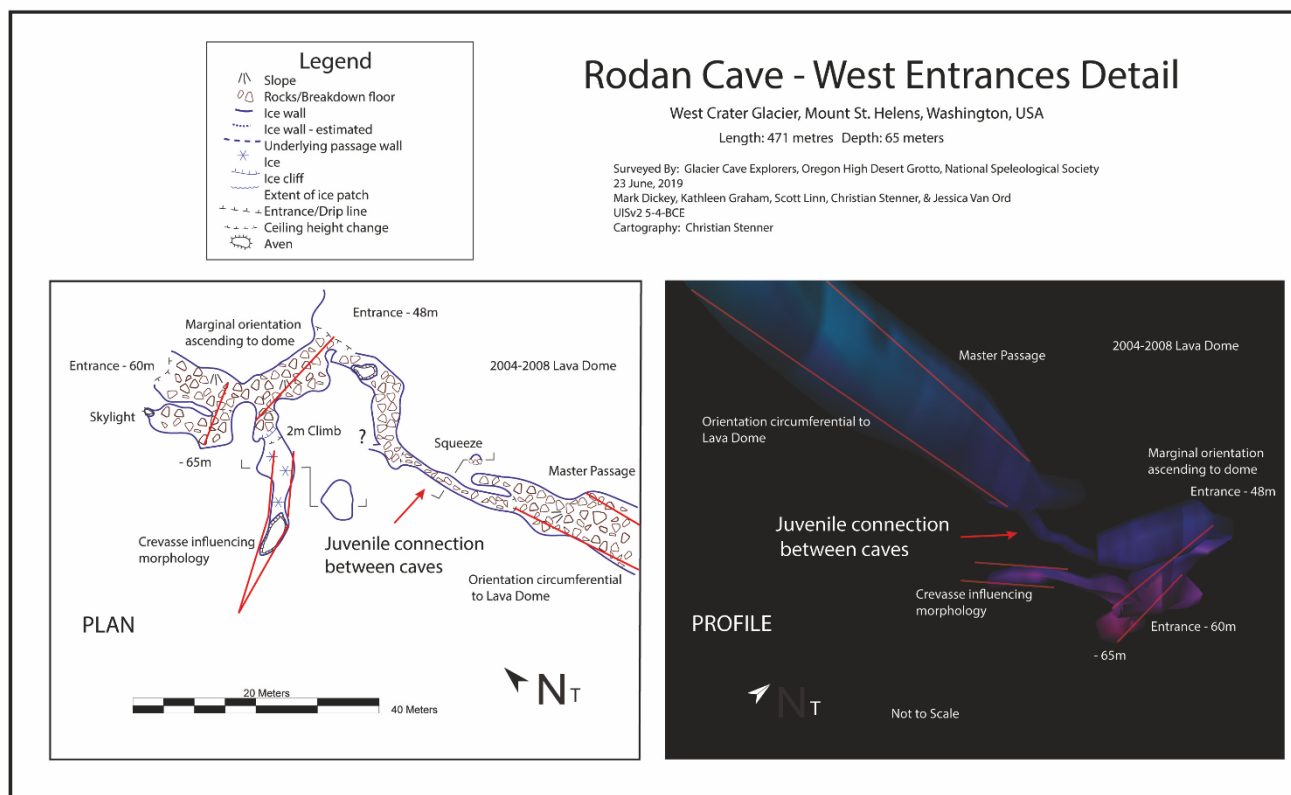 Legend
Slope
Rocks/Breakdown floor
Ice wall
Ice wall - estimated
Underlying passage wall
Ice
Ice cliff
Extent of ice patch
Entrance/Drip line
Ceiling height change
Aven
Rodan Cave - West Entrances Detail
West Crater Glacier, Mount St. Helens, Washington, USA
Length: 471 metres Depth: 65 meters
Surveyed By: Glacier Cave Explorers, Oregon High Desert Grotto, National Speleological Society
23 June, 2019
Mark Dickey, Kathleen Graham, Scott Linn, Christian Stenner, & Jessica Van Ord
UISv2 5-4-BCE
Cartography: Christian Stenner
Entrance - 48m
Marginal orientation
ascending to dome
Entrance - 60m
2004-2008 Lava Dome
Skylight
2m Climb
?
Squeeze
- 65m
Master Passage
Crevasse influencing
morphology
Juvenile connection
between caves
Orientation circumferential
to Lava Dome
PLAN
NT
20 Meters
40 Meters
Master Passage
2004-2008 Lava Dome
Orientation circumferential to
Lava Dome
Marginal orientation
ascending to dome
Entrance - 48m
Juvenile connection
between caves
Crevasse influencing
morphology
Entrance - 60m
- 65m
PROFILE
NT
Not to Scale